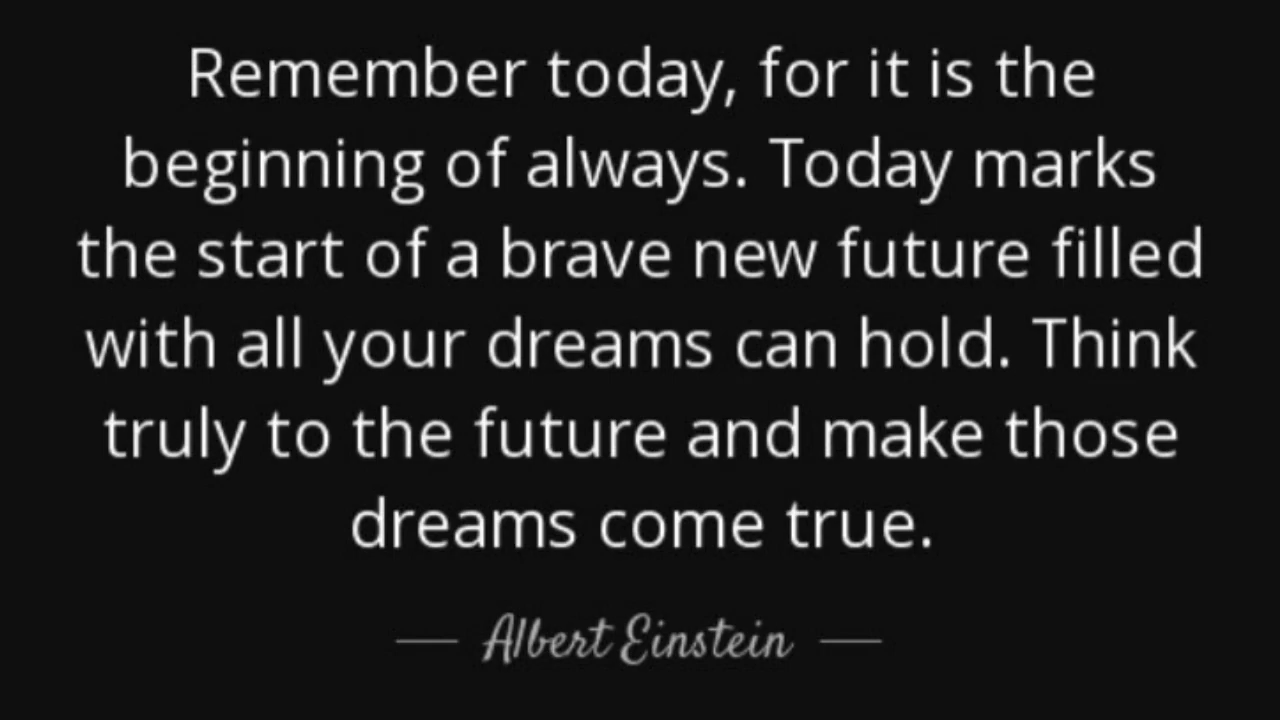 Remember today, for it is the
beginning of always. Today marks
the start of a brave new future filled
with all your dreams can hold. Think
truly to the future and make those
dreams come true.
— Albert Einstein —